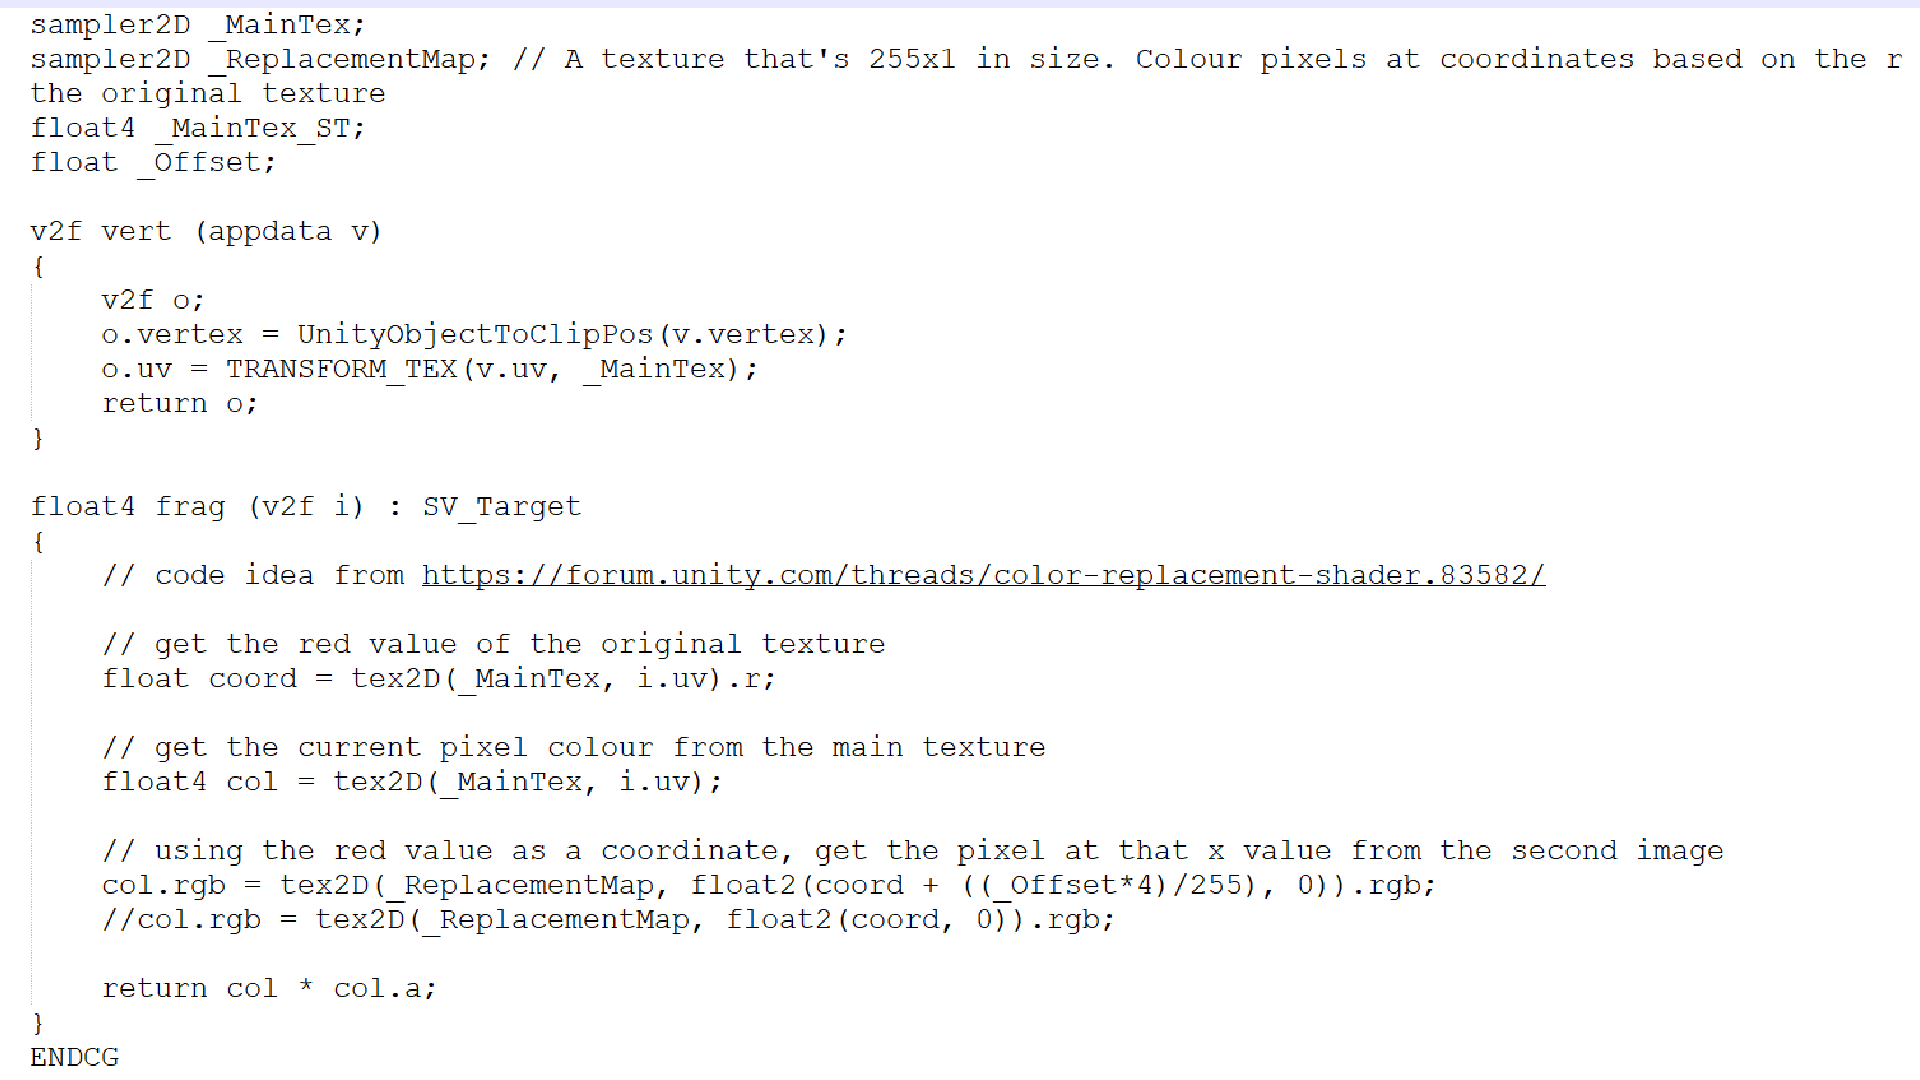 sampler2D _MainTex;
sampler2D _ReplacementMap; // A texture that's 255x1 in size. Colour pixels at coordinates based on the r
the original texture
float4 _MainTex_ST;
float _Offset;
v2f vert (appdata v)
{
v2f o;
o.vertex = UnityObjectToClipPos(v.vertex);
o.uv = TRANSFORM_TEX(v.uv, _MainTex);
return o;
}
float4 frag (v2f i) : SV_Target
{
// code idea from https://forum.unity.com/threads/color-replacement-shader.83582/
// get the red value of the original texture
float coord = tex2D(_MainTex, i.uv).r;
// get the current pixel colour from the main texture
float4 col = tex2D(_MainTex, i.uv);
// using the red value as a coordinate, get the pixel at that x value from the second image
col.rgb = tex2D(_ReplacementMap, float2(coord + ((_Offset*4)/255), 0)).rgb;
//col.rgb = tex2D(_ReplacementMap, float2(coord, 0)).rgb;
return col * col.a;
}
ENDCG